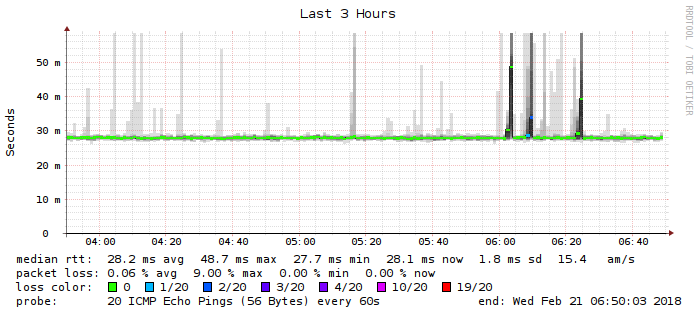 Last 3 Hours
RRDTOOL / TOBI OETIKER
Seconds
50 m
40 m
30 m
20 m
10 m
0
04:00 04:20 04:40 05:00 05:20 05:40 06:00 06:20 06:40
median rtt: 28.2 ms avg 48.7 ms max 27.7 ms min 28.1 ms now 1.8 ms sd 15.4 am/s
packet loss: 0.06 % avg 9.00 % max 0.00 % min 0.00 % now
loss color: 0 1/20 2/20 3/20 4/20 10/20 19/20
probe: 20 ICMP Echo Pings (56 Bytes) every 60s end: Wed Feb 21 06:50:03 2018